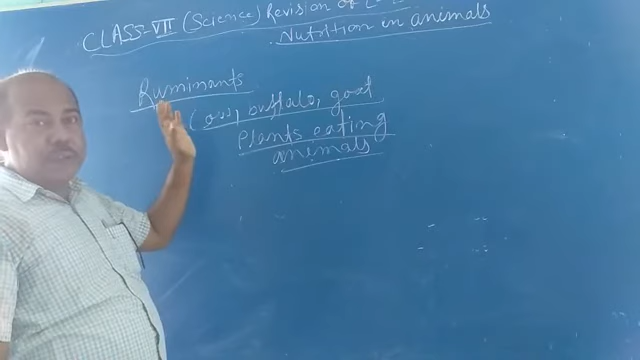 CLASS-VII (Science) Revision of
Nutrition in animals
Ruminants
(cow, buffalo, goat
Plants eating
animals